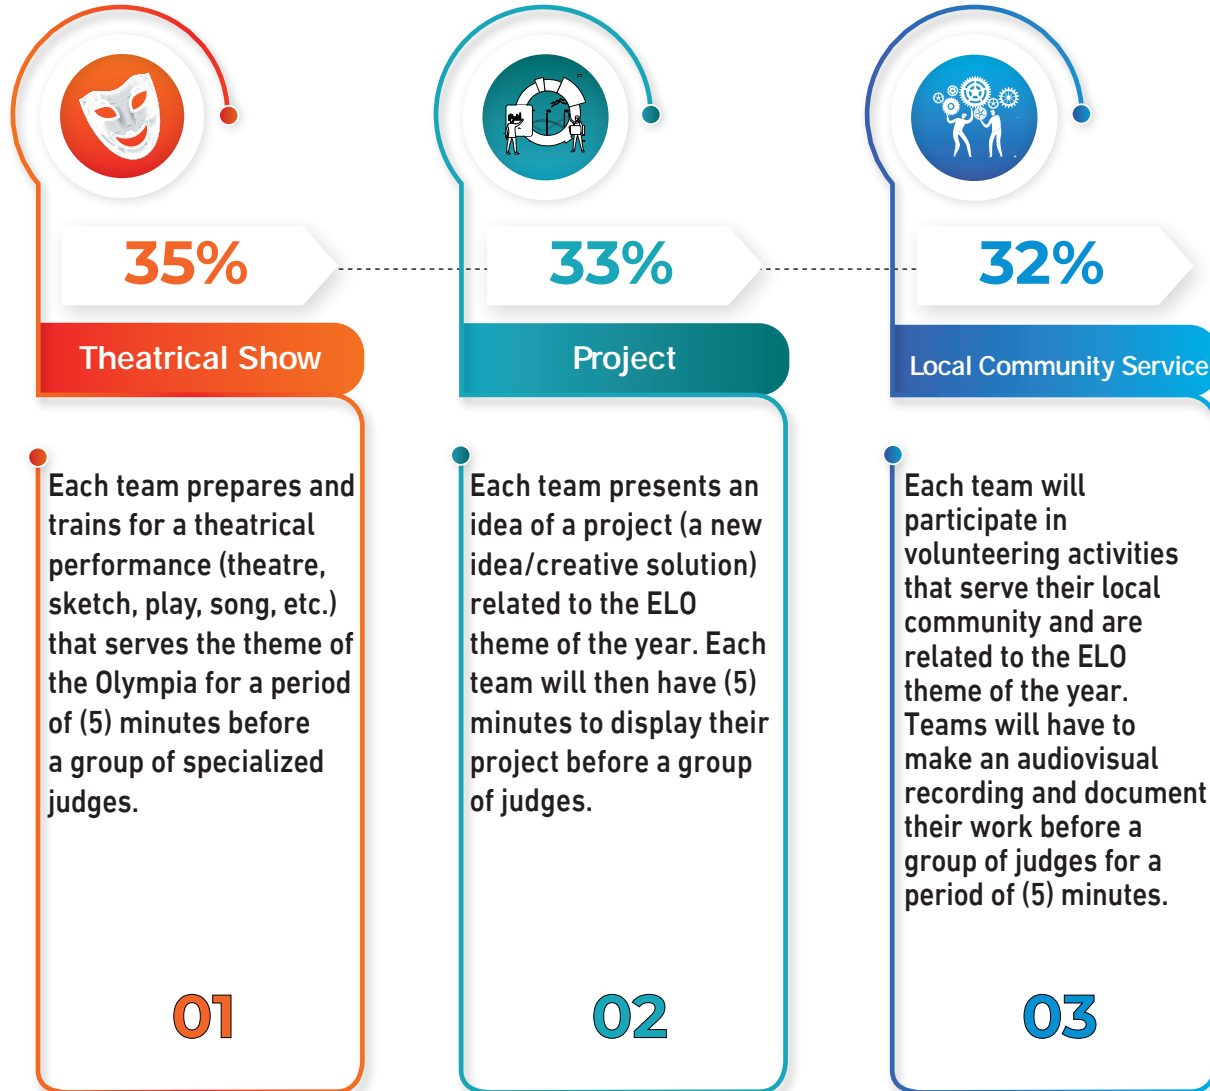 35%
Theatrical Show
Each team prepares and
trains for a theatrical
performance (theatre,
sketch, play, song, etc.)
that serves the theme of
the Olympia for a period
of (5) minutes before
a group of specialized
judges.
01
33%
Project
Each team presents an
idea of a project (a new
idea/creative solution)
related to the ELO
theme of the year. Each
team will then have (5)
minutes to display their
project before a group
of judges.
02
32%
Local Community Service
Each team will
participate in
volunteering activities
that serve their local
community and are
related to the ELO
theme of the year.
Teams will have to
make an audiovisual
recording and document
their work before a
group of judges for a
period of (5) minutes.
03